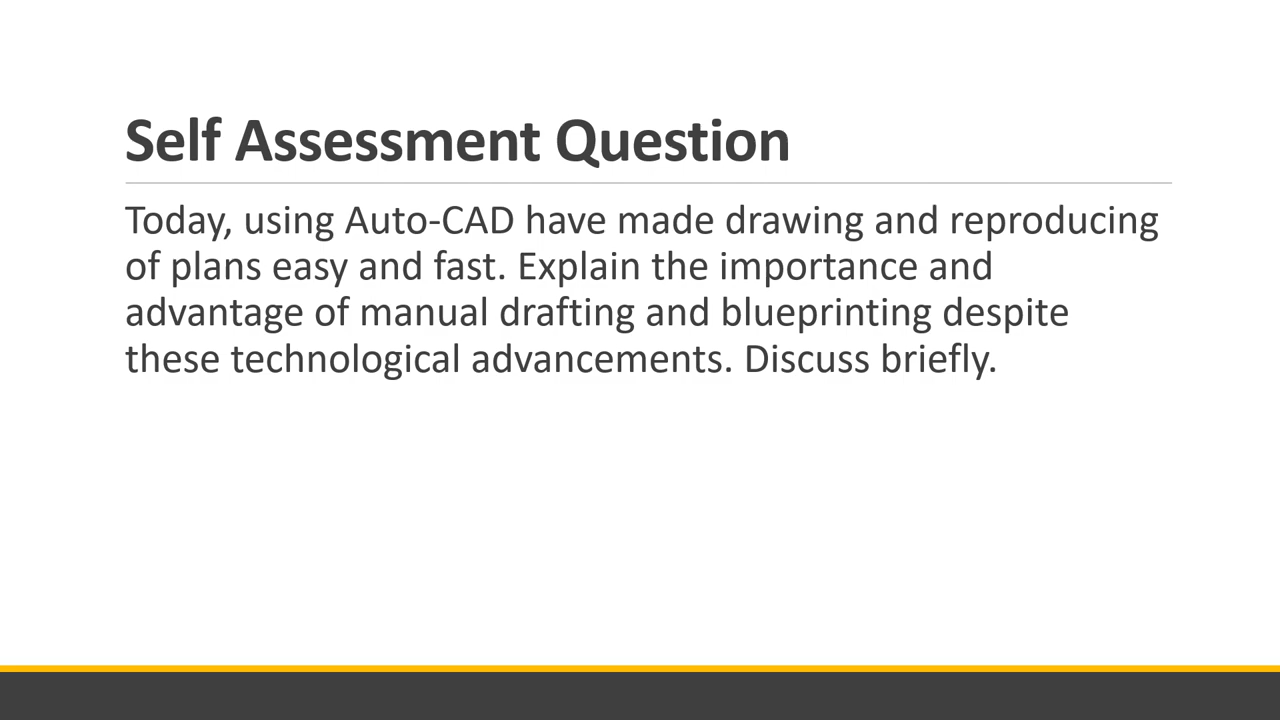 Self Assessment Question
Today, using Auto-CAD have made drawing and reproducing
of plans easy and fast. Explain the importance and
advantage of manual drafting and blueprinting despite
these technological advancements. Discuss briefly.